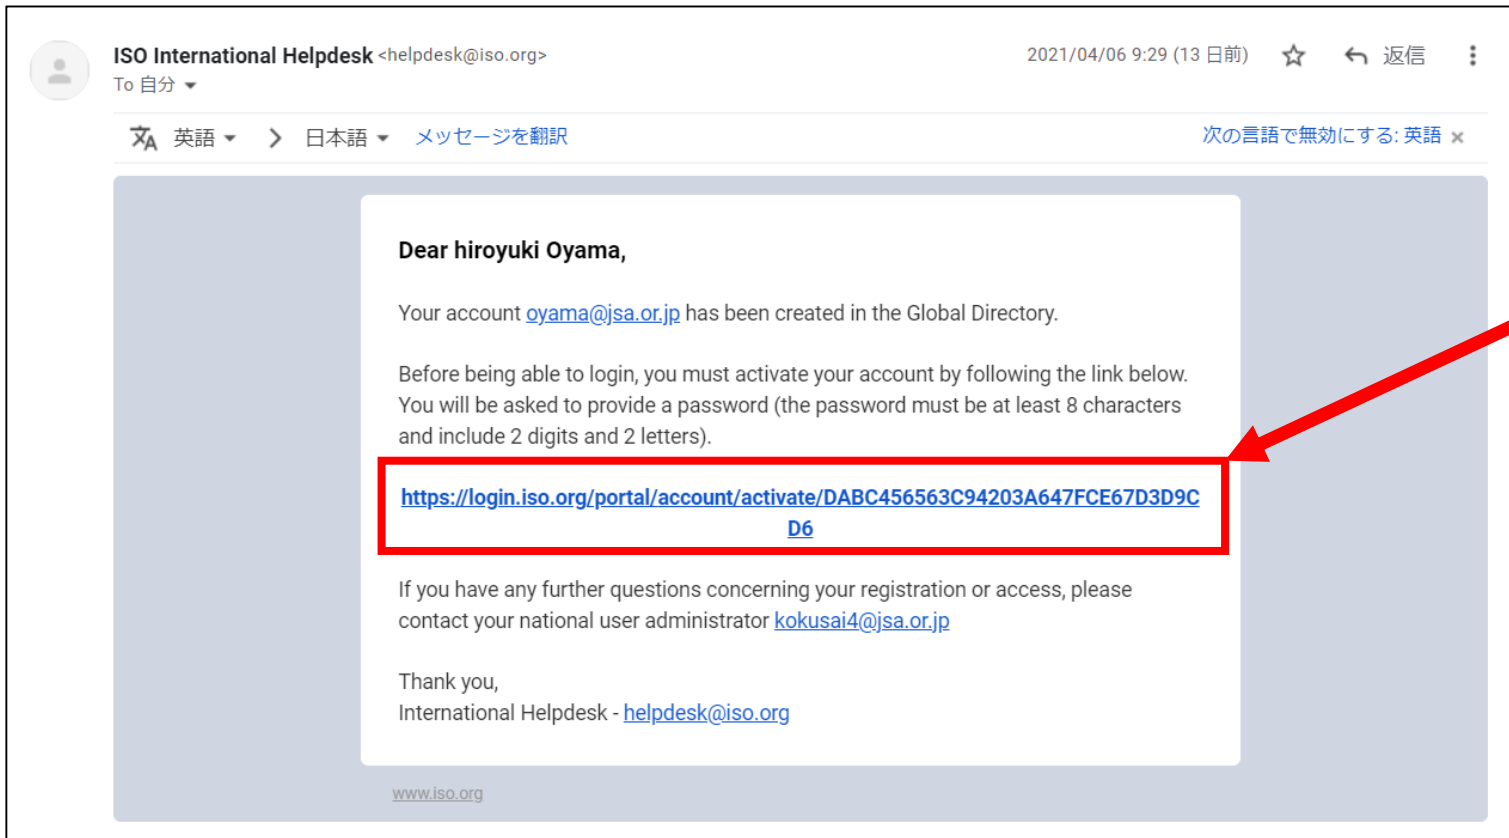 ISO International Helpdesk <helpdesk@iso.org>
2021/04/06 9:29 (13 日前)
返信
To 自分
英語
日本語
メッセージを翻訳
次の言語で無効にする: 英語
Dear hiroyuki Oyama,
Your account oyama@jsa.or.jp has been created in the Global Directory.
Before being able to login, you must activate your account by following the link below.
You will be asked to provide a password (the password must be at least 8 characters
and include 2 digits and 2 letters).
https://login.iso.org/portal/account/activate/DABC456563C94203A647FCE67D3D9C
D6
If you have any further questions concerning your registration or access, please
contact your national user administrator kokusai4@jsa.or.jp
Thank you,
International Helpdesk - helpdesk@iso.org
www.iso.org